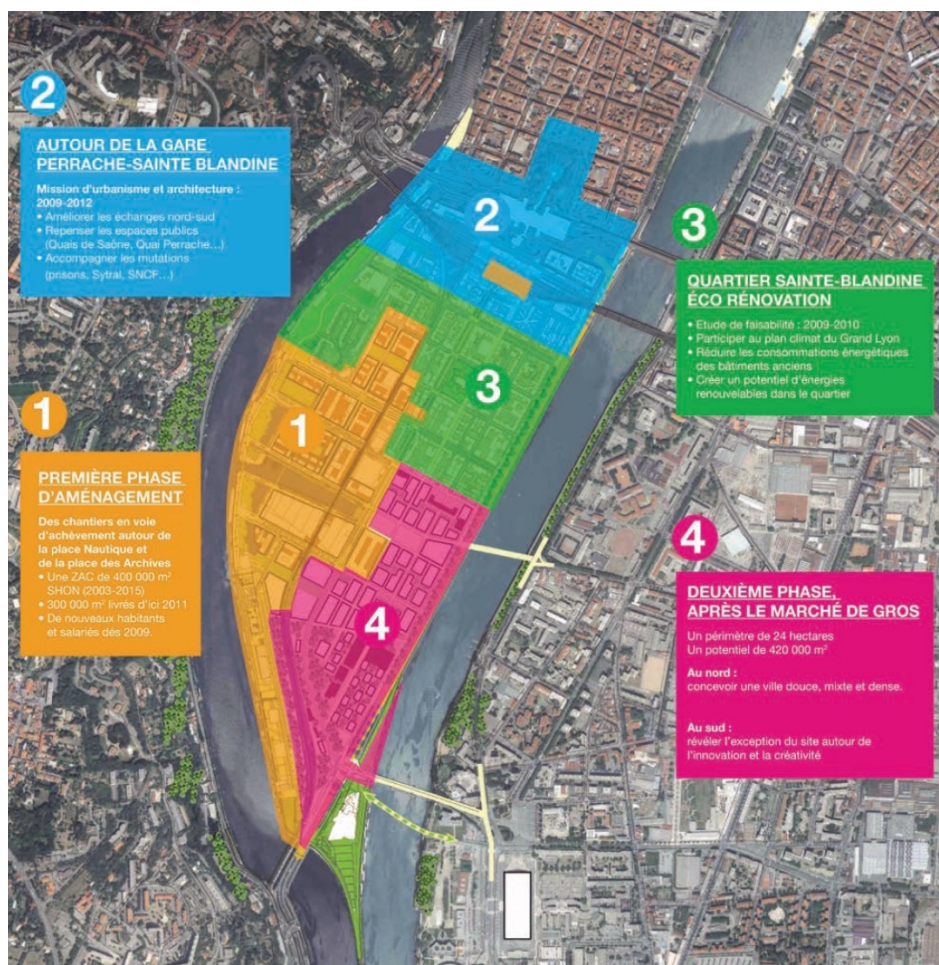 2
AUTOUR DE LA GARE
PERRACHE-SAINTE BLANDINE
Mission d'urbanisme et architecture :
2009-2012
• Améliorer les échanges nord-sud
• Repenser les espaces publics
(Quais de Saône, Quai Perrache...)
• Accompagner les mutations
(prisons, Sytral, SNCF...)
1
PREMIÈRE PHASE
D'AMÉNAGEMENT
Des chantiers en voie
d'achèvement autour de
la place Nautique et
de la place des Archives
• Une ZAC de 400 000 m²
SHON (2003-2015)
• 300 000 m² livrés d'ici 2011
• De nouveaux habitants
et salariés dès 2009.
2
3
1
4
3
QUARTIER SAINTE-BLANDINE
ÉCO RÉNOVATION
• Etude de faisabilité : 2009-2010
• Participer au plan climat du Grand Lyon
• Réduire les consommations énergétiques
des bâtiments anciens
• Créer un potentiel d'énergies
renouvelables dans le quartier
4
DEUXIÈME PHASE,
APRÈS LE MARCHÉ DE GROS
Un périmètre de 24 hectares
Un potentiel de 420 000 m²
Au nord :
concevoir une ville douce, mixte et dense.
Au sud :
révéler l'exception du site autour de
l'innovation et la créativité